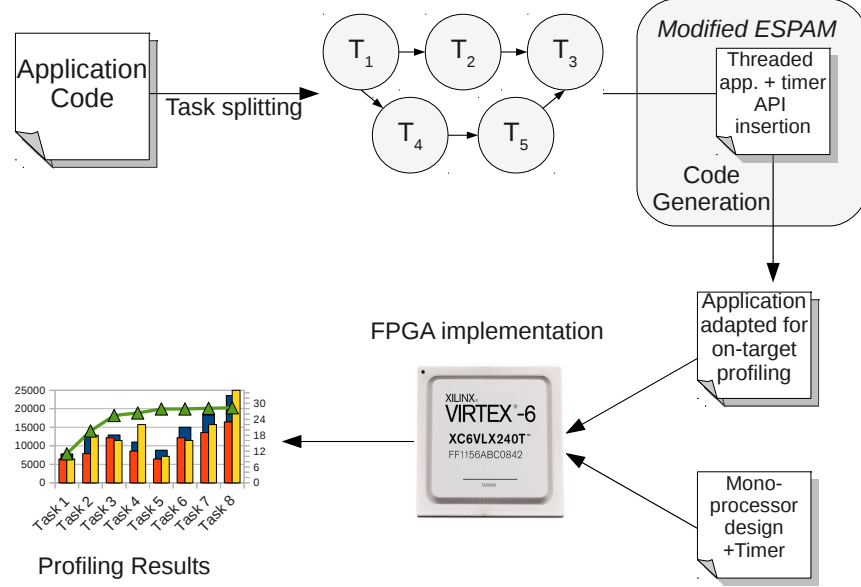 Application
Code
Task splitting
T1
T2
T3
T4
T5
Modified ESPAM
Threaded
app. + timer
API
insertion
Code
Generation
Application
adapted for
on-target
profiling
Mono-
processor
design
+Timer
FPGA implementation
XILINX®
VIRTEX®-6
XC6VLX240T™
FF1156ABC0842
TAIWAN
25000
20000
15000
10000
5000
0
30
24
18
12
6
0
Task 1
Task 2
Task 3
Task 4
Task 5
Task 6
Task 7
Task 8
Profiling Results